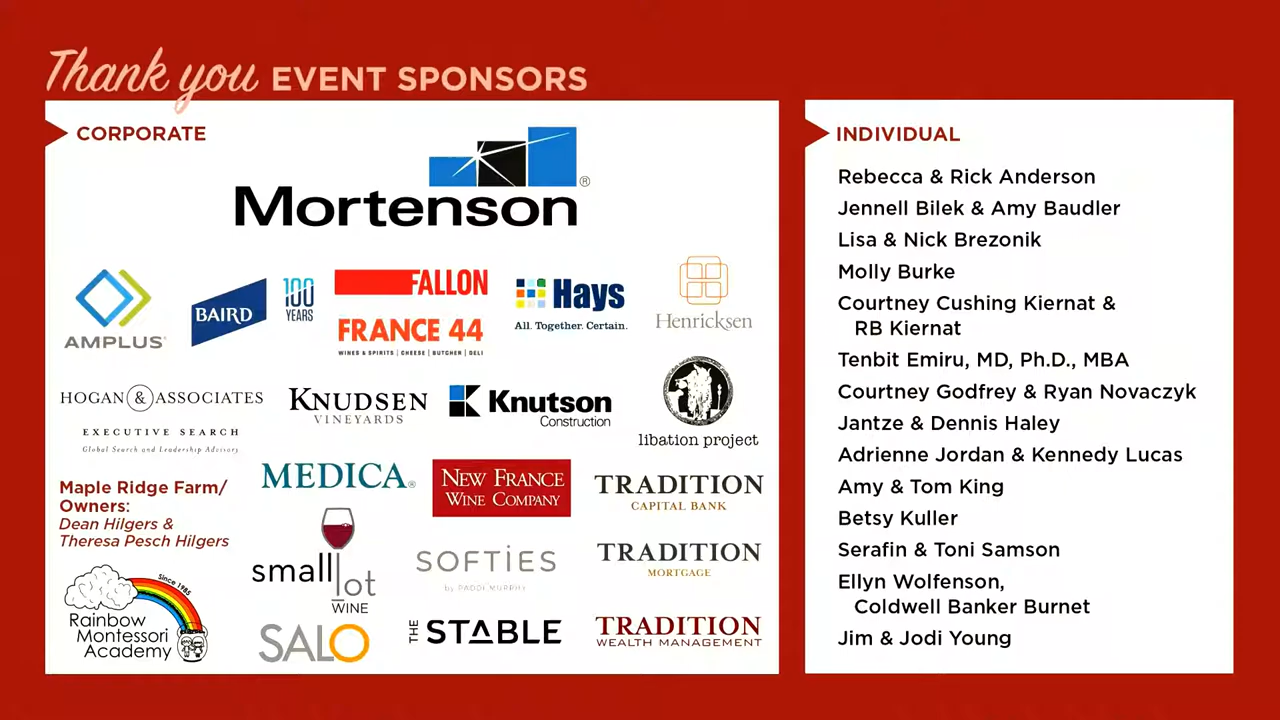 Thank you EVENT SPONSORS
CORPORATE
Mortenson®
AMPLUS®
BAIRD
100
YEARS
FALLON
FRANCE 44
WINES & SPIRITS | CHEESE | BUTCHER | DELI
Hays
All. Together. Certain.
Henricksen
HOGAN & ASSOCIATES
EXECUTIVE SEARCH
Global Search and Leadership Advisory
KNUDSEN
VINEYARDS
Knutson
Construction
libation project
Maple Ridge Farm/
Owners:
Dean Hilgers &
Theresa Pesch Hilgers
MEDICA®
NEW FRANCE
WINE COMPANY
TRADITION
CAPITAL BANK
Since 1985
Rainbow
Montessori
Academy
small lot
WINE
SOFTIES
by PADDI MURPHY
TRADITION
MORTGAGE
SALO
THE STABLE
TRADITION
WEALTH MANAGEMENT
INDIVIDUAL
Rebecca & Rick Anderson
Jennell Bilek & Amy Baudler
Lisa & Nick Brezonik
Molly Burke
Courtney Cushing Kiernat &
RB Kiernat
Tenbit Emiru, MD, Ph.D., MBA
Courtney Godfrey & Ryan Novaczyk
Jantze & Dennis Haley
Adrienne Jordan & Kennedy Lucas
Amy & Tom King
Betsy Kuller
Serafin & Toni Samson
Ellyn Wolfenson,
Coldwell Banker Burnet
Jim & Jodi Young